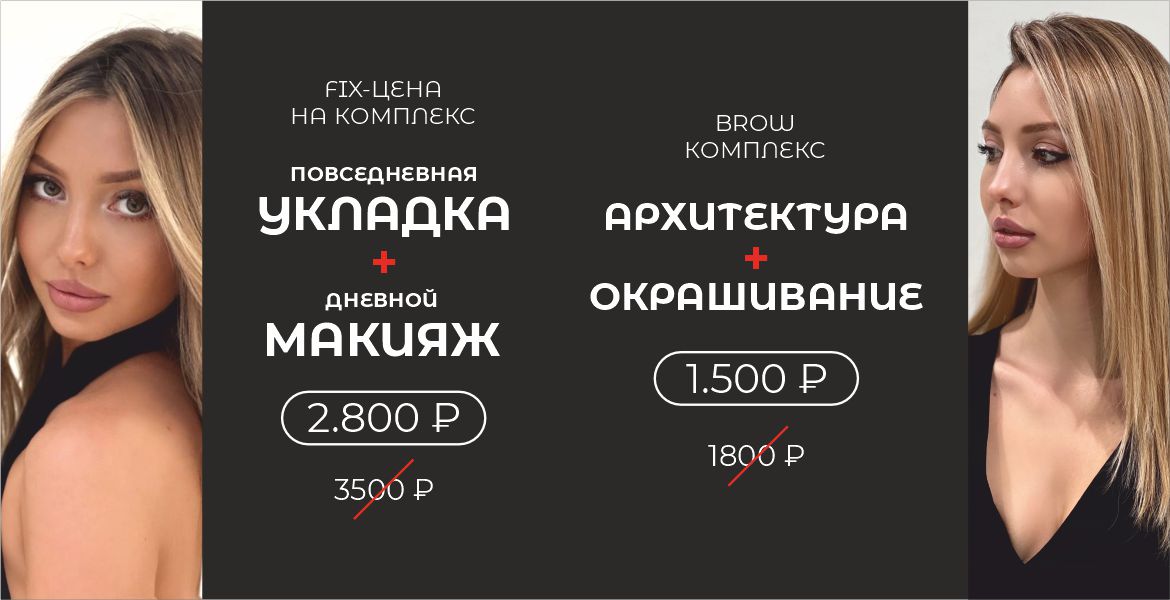 FIX-ЦЕНА
НА КОМПЛЕКС
ПОВСЕДНЕВНАЯ
УКЛАДКА
+
ДНЕВНОЙ
МАКИЯЖ
2.800 ₽
3500 ₽
BROW
КОМПЛЕКС
АРХИТЕКТУРА
+
ОКРАШИВАНИЕ
1.500 ₽
1800 ₽